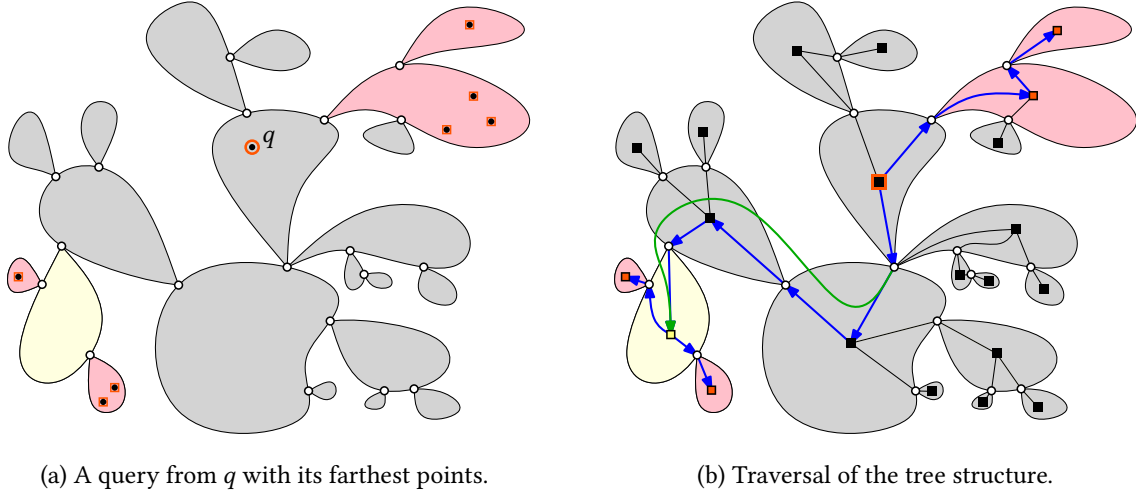 q
(a) A query from q with its farthest points.
(b) Traversal of the tree structure.